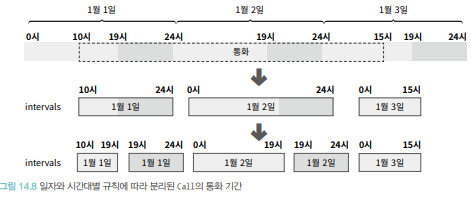 1월 1일 1월 2일 1월 3일
0시 10시 19시 24시 19시 24시 15시 19시 24시
통화
10시 24시 0시 24시 0시 15시
intervals 1월 1일 1월 2일 1월 3일
10시 19시 19시 24시 0시 19시 19시 24시 0시 15시
intervals 1월 1일 1월 1일 1월 2일 1월 2일 1월 3일
그림 14.8 일자와 시간대별 규칙에 따라 분리된 Call의 통화 기간